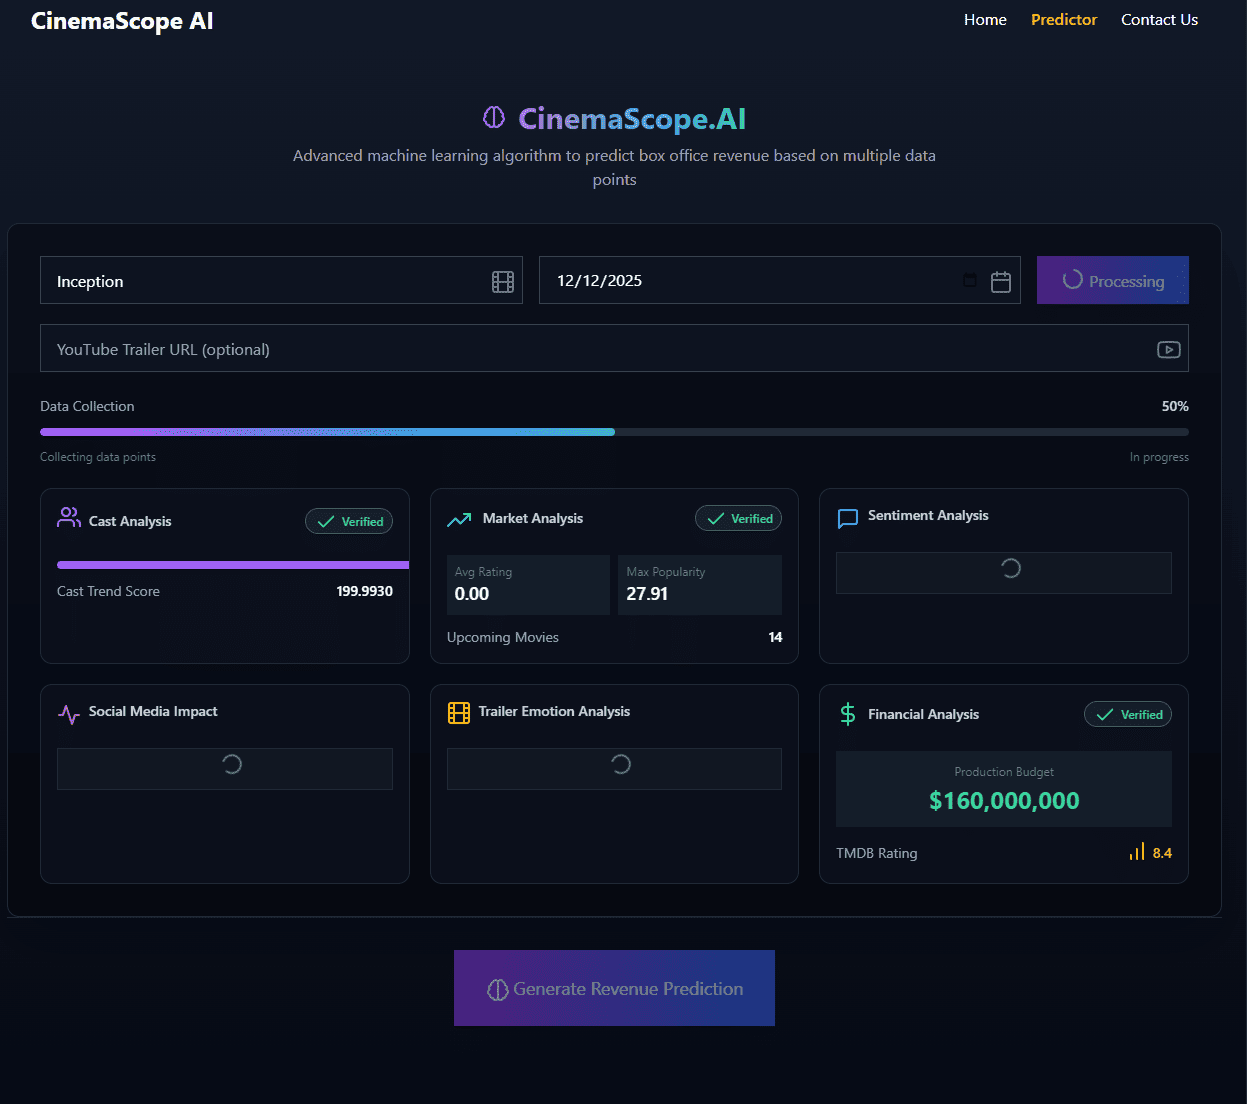 CinemaScope AI
Home
Predictor
Contact Us
CinemaScope.AI
Advanced machine learning algorithm to predict box office revenue based on multiple data
points
Inception
12/12/2025
Processing
YouTube Trailer URL (optional)
Data Collection
50%
Collecting data points
In progress
Cast Analysis
Verified
Cast Trend Score
199.9930
Market Analysis
Verified
Avg Rating
0.00
Max Popularity
27.91
Upcoming Movies
14
Sentiment Analysis
Social Media Impact
Trailer Emotion Analysis
Financial Analysis
Verified
Production Budget
$160,000,000
TMDB Rating
8.4
Generate Revenue Prediction